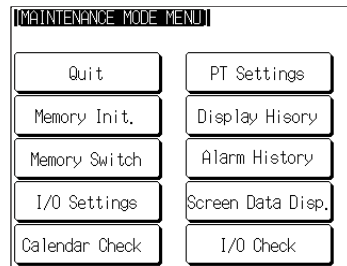 [MAINTENANCE MODE MENU]
Quit
PT Settings
Memory Init.
Display Hisory
Memory Switch
Alarm History
I/O Settings
Screen Data Disp.
Calendar Check
I/O Check